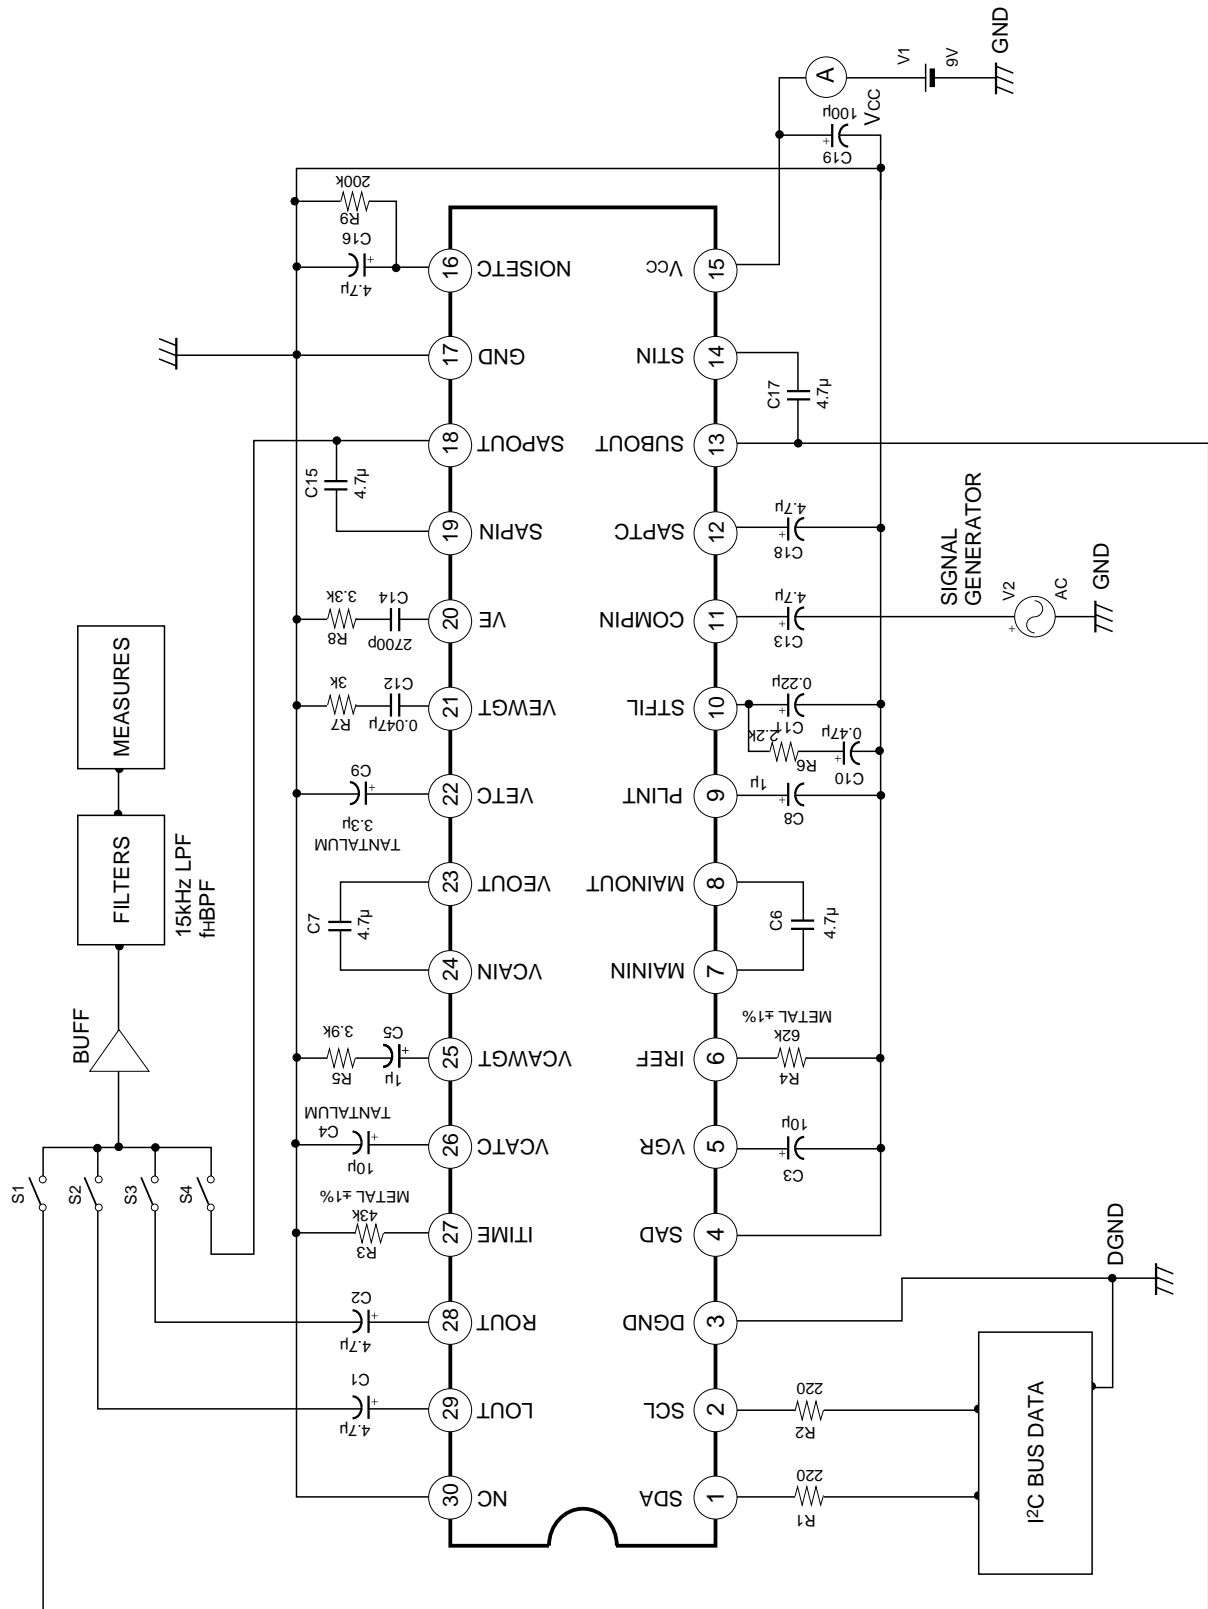 GND
9V
V1
A
VCC
100µ
C19
200k
R9
C16
4.7µ
16
NOISETC
VCC
15
17
GND
STIN
14
C17
4.7µ
18
SAPOUT
SUBOUT
13
C15
4.7µ
19
SAPIN
SAPTC
12
4.7µ
C18
SIGNAL
GENERATOR
V2
AC
GND
3.3k
R8
C14
2700p
20
VE
COMPIN
11
4.7µ
C13
MEASURES
3k
R7
C12
0.047µ
21
VEWGT
STFIL
10
0.22µ
C11
2.2k
R6
0.47µ
C10
FILTERS
15kHz LPF
fHBPF
C9
3.3µ
TANTALUM
22
VETC
PLINT
9
1µ
C8
23
VEOUT
MAINOUT
8
C7
4.7µ
C6
4.7µ
24
VCAIN
MAININ
7
BUFF
3.9k
R5
C5
1µ
25
VCAWGT
IREF
6
METAL ±1%
62k
R4
TANTALUM
C4
10µ
26
VCATC
VGR
5
10µ
C3
S1
S2
S3
S4
METAL ±1%
43k
R3
27
ITIME
SAD
4
DGND
C2
4.7µ
28
ROUT
DGND
3
C1
4.7µ
29
LOUT
SCL
2
220
R2
30
NC
SDA
1
220
R1
I²C BUS DATA